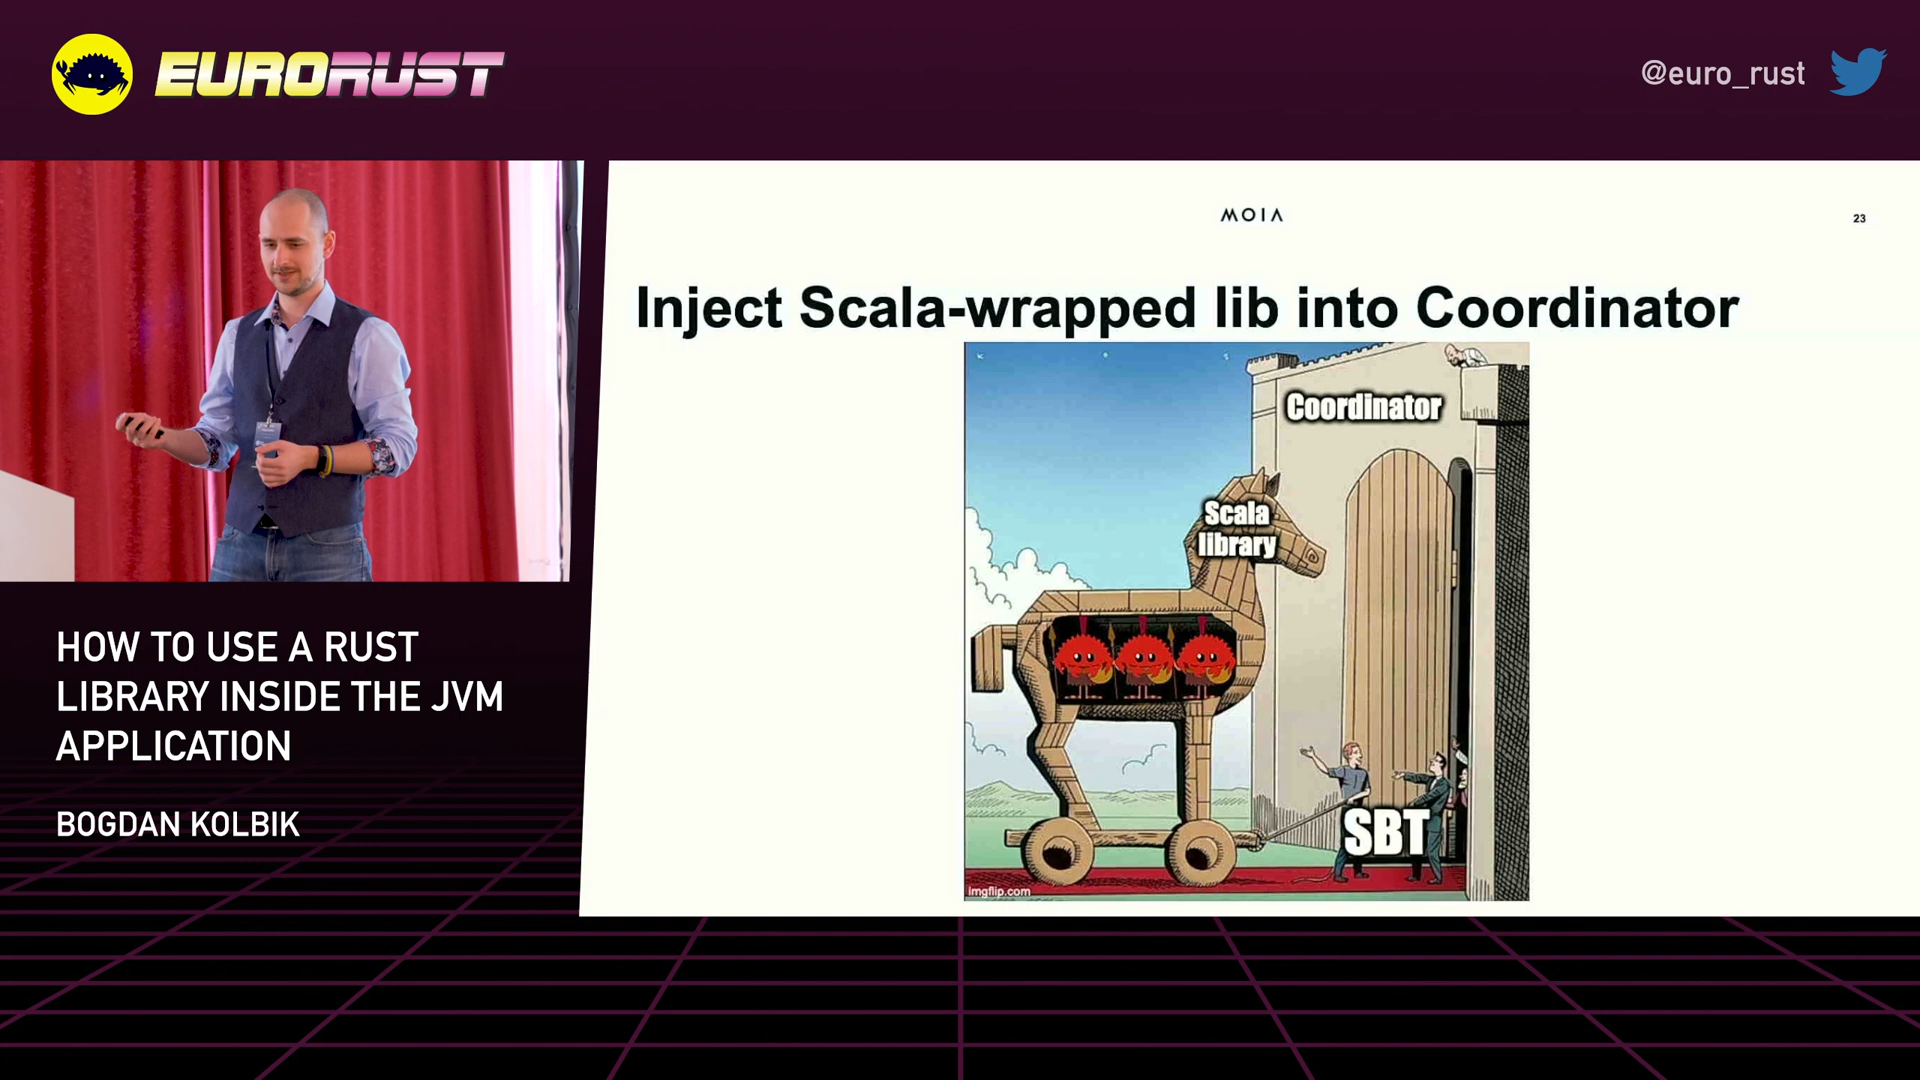 EURORUST
@euro_rust
MOIA
23
Inject Scala-wrapped lib into Coordinator
Coordinator
Scala
library
SBT
imgflip.com
HOW TO USE A RUST
LIBRARY INSIDE THE JVM
APPLICATION
BOGDAN KOLBIK